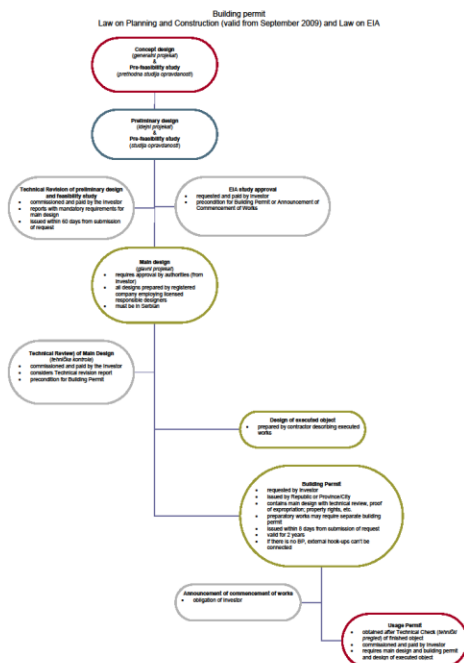 Building permit
Law on Planning and Construction (valid from September 2009) and Law on EIA
Concept design
(generalni projekat)
&
Pre-feasibility study
(prethodna studija opravdanosti)
Preliminary design
(idejni projekat)
&
Pre-feasibility study
(studija opravdanosti)
Technical Revision of preliminary design
and feasibility study
• commissioned and paid by the Investor
• reports with mandatory requirements for
main design
• issued within 60 days from submission
of request
EIA study approval
• requested and paid by investor
• precondition for Building Permit or Announcement of
Commencement of Works
Main design
(glavni projekat)
• requires approval by authorities (from
Investor)
• all designs prepared by registered
company employing licensed
responsible designers
• must be in Serbian
Technical Review of Main Design
(tehnička kontrola)
• commissioned and paid by the Investor
• considers Technical revision report
• precondition for Building Permit
Design of executed object
• prepared by contractor describing executed
works
Building Permit
• requested by Investor
• issued by Republic or Province/City
• contains main design with technical review, proof
of expropriation; property rights, etc.
• preparatory works may require separate building
permit
• issued within 8 days from submission of request
• valid for 2 years
• if there is no BP, external hook-ups can't be
connected
Announcement of commencement of works
• obligation of Investor
Usage Permit
• obtained after Technical Check (tehnički
pregled) of finished object
• commissioned and paid by Investor
• requires main design and building permit
and design of executed object